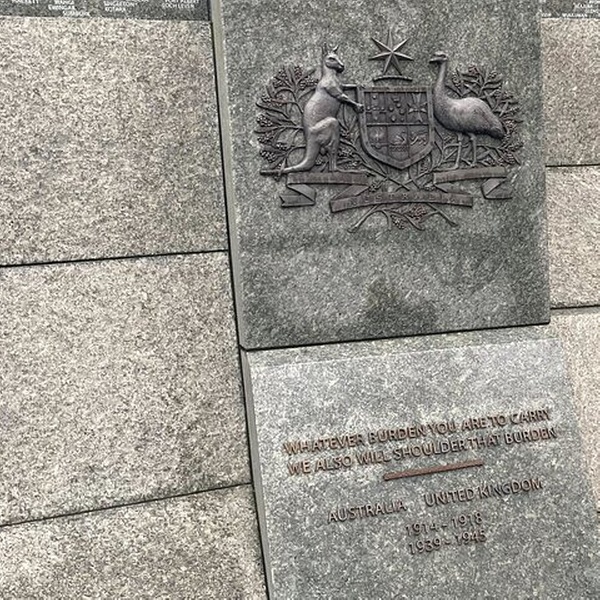 WHATEVER BURDEN YOU ARE TO CARRY
WE ALSO WILL SHOULDER THAT BURDEN
AUSTRALIA UNITED KINGDOM
1914 - 1918
1939 - 1945